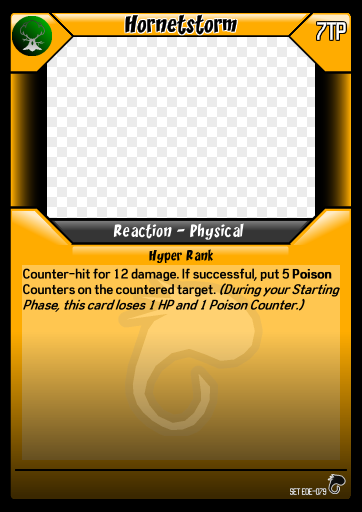 Hornetstorm
7TP
Reaction - Physical
Hyper Rank
Counter-hit for 12 damage. If successful, put 5 Poison
Counters on the countered target. (During your Starting
Phase, this card loses 1 HP and 1 Poison Counter.)
SET EOE-079